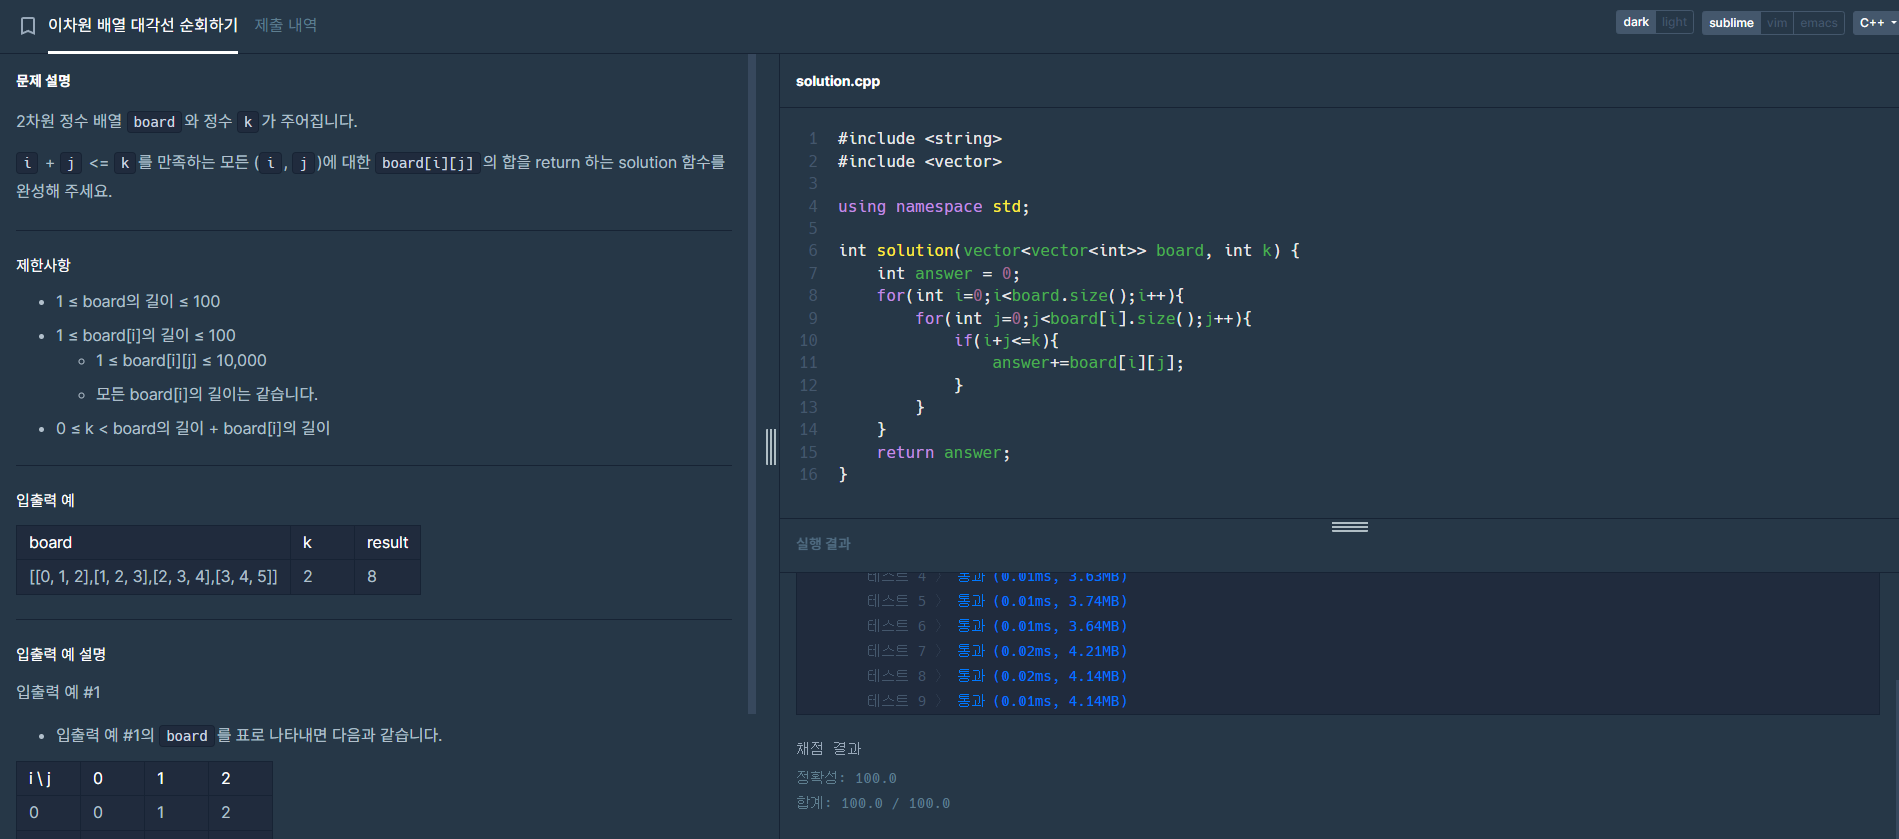 이차원 배열 대각선 순회하기 제출 내역
dark light sublime vim emacs C++
문제 설명
2차원 정수 배열 board 와 정수 k 가 주어집니다.
i + j <= k 를 만족하는 모든 ( i , j )에 대한 board[i][j] 의 합을 return 하는 solution 함수를
완성해 주세요.
제한사항
1 ≤ board의 길이 ≤ 100
1 ≤ board[i]의 길이 ≤ 100
1 ≤ board[i][j] ≤ 10,000
모든 board[i]의 길이는 같습니다.
0 ≤ k < board의 길이 + board[i]의 길이
입출력 예
board k result
[[0, 1, 2],[1, 2, 3],[2, 3, 4],[3, 4, 5]] 2 8
입출력 예 설명
입출력 예 #1
입출력 예 #1의 board 를 표로 나타내면 다음과 같습니다.
i \ j 0 1 2
0 0 1 2
solution.cpp
1 #include <string>
2 #include <vector>
3
4 using namespace std;
5
6 int solution(vector<vector<int>> board, int k) {
7     int answer = 0;
8     for(int i=0;i<board.size();i++){
9         for(int j=0;j<board[i].size();j++){
10             if(i+j<=k){
11                 answer+=board[i][j];
12             }
13         }
14     }
15     return answer;
16 }
실행 결과
테스트 4 〉 통과 (0.01ms, 3.63MB)
테스트 5 〉 통과 (0.01ms, 3.74MB)
테스트 6 〉 통과 (0.01ms, 3.64MB)
테스트 7 〉 통과 (0.02ms, 4.21MB)
테스트 8 〉 통과 (0.02ms, 4.14MB)
테스트 9 〉 통과 (0.01ms, 4.14MB)
채점 결과
정확성: 100.0
합계: 100.0 / 100.0